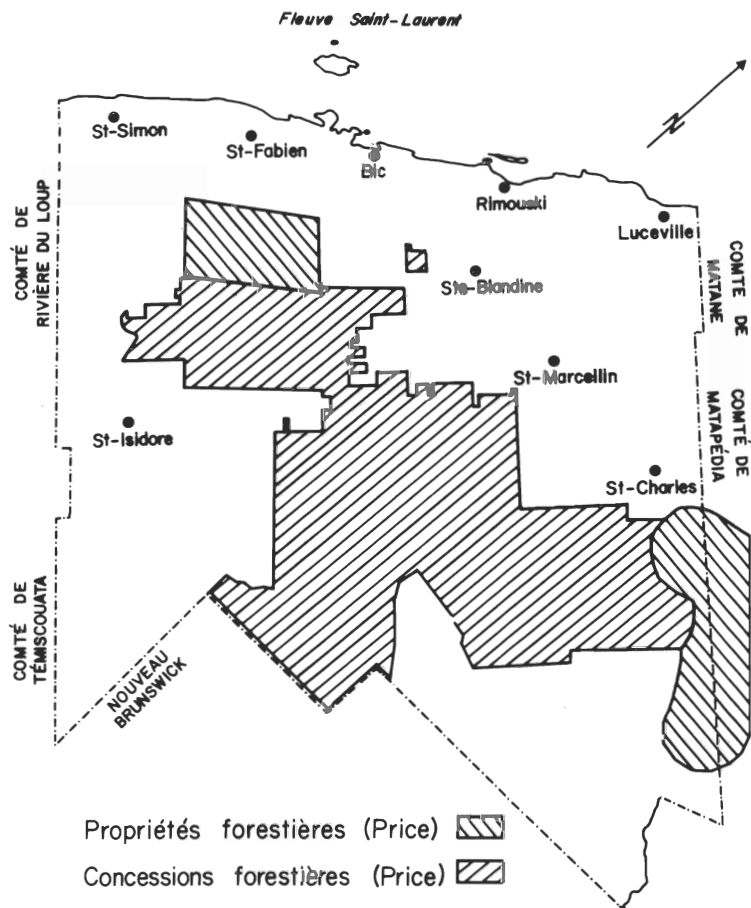 Fleuve Saint-Laurent
N
St-Simon
St-Fabien
Bic
Rimouski
Luceville
COMTÉ DE
RIVIÈRE DU LOUP
COMTE DE
MATANE
Ste-Blandine
St-Marcellin
COMTÉ DE
MATAPÉDIA
St-Isidore
St-Charles
COMTÉ DE
TÉMISCOUATA
NOUVEAU
BRUNSWICK
Propriétés forestières (Price)
Concessions forestières (Price)